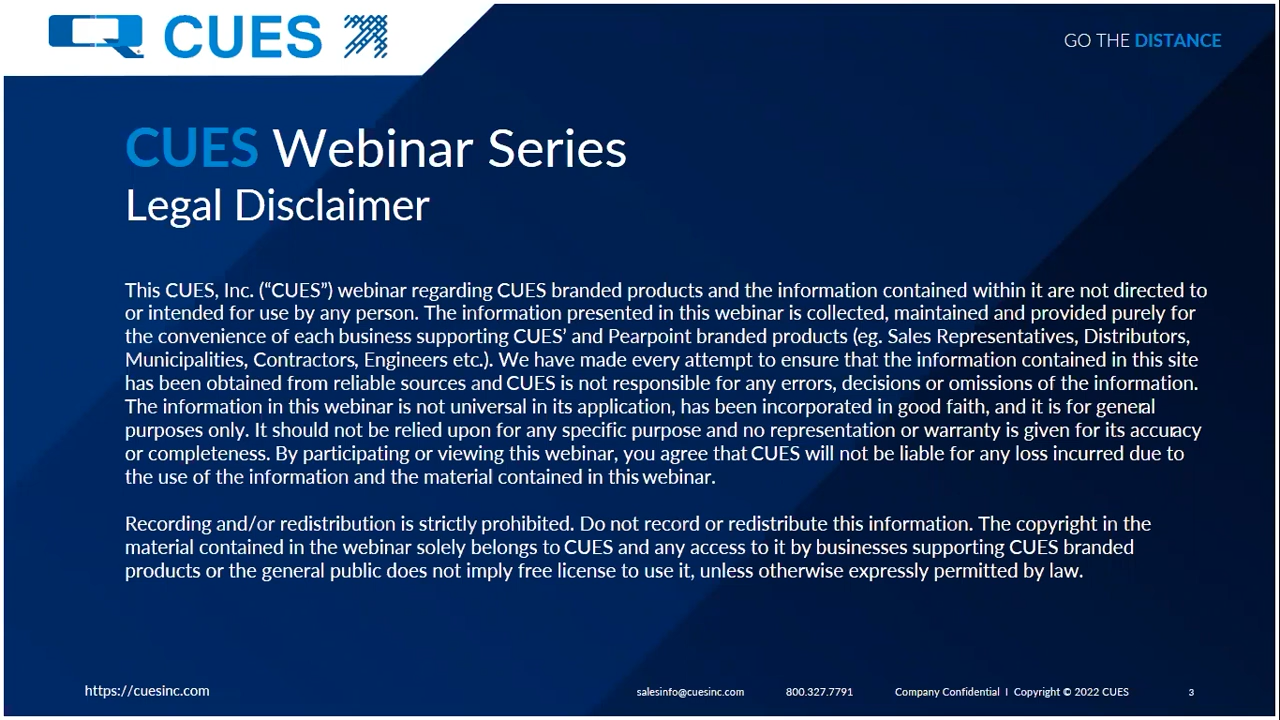 CUES
GO THE DISTANCE
CUES Webinar Series
Legal Disclaimer
This CUES, Inc. (“CUES”) webinar regarding CUES branded products and the information contained within it are not directed to
or intended for use by any person. The information presented in this webinar is collected, maintained and provided purely for
the convenience of each business supporting CUES’ and Pearpoint branded products (eg. Sales Representatives, Distributors,
Municipalities, Contractors, Engineers etc.). We have made every attempt to ensure that the information contained in this site
has been obtained from reliable sources and CUES is not responsible for any errors, decisions or omissions of the information.
The information in this webinar is not universal in its application, has been incorporated in good faith, and it is for general
purposes only. It should not be relied upon for any specific purpose and no representation or warranty is given for its accuracy
or completeness. By participating or viewing this webinar, you agree that CUES will not be liable for any loss incurred due to
the use of the information and the material contained in this webinar.
Recording and/or redistribution is strictly prohibited. Do not record or redistribute this information. The copyright in the
material contained in the webinar solely belongs to CUES and any access to it by businesses supporting CUES branded
products or the general public does not imply free license to use it, unless otherwise expressly permitted by law.
https://cuesinc.com salesinfo@cuesinc.com 800.327.7791 Company Confidential I Copyright © 2022 CUES 3